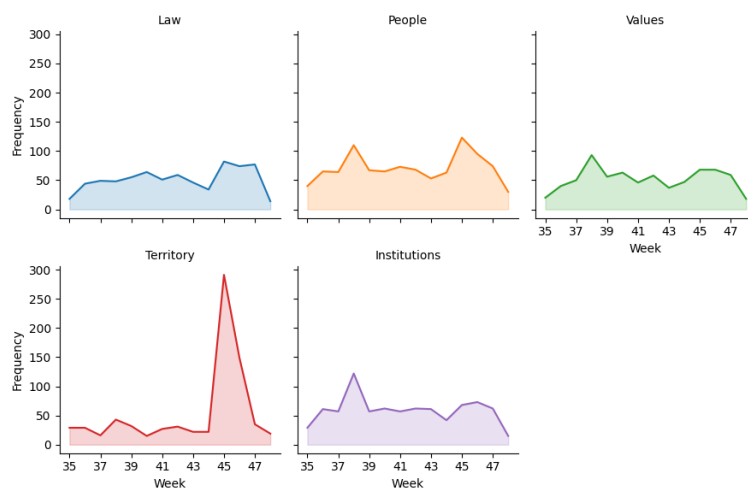 Law
People
Values
300
250
200
150
100
50
0
Frequency
35 37 39 41 43 45 47
Week
Territory
Institutions
300
250
200
150
100
50
0
Frequency
35 37 39 41 43 45 47
Week
35 37 39 41 43 45 47
Week